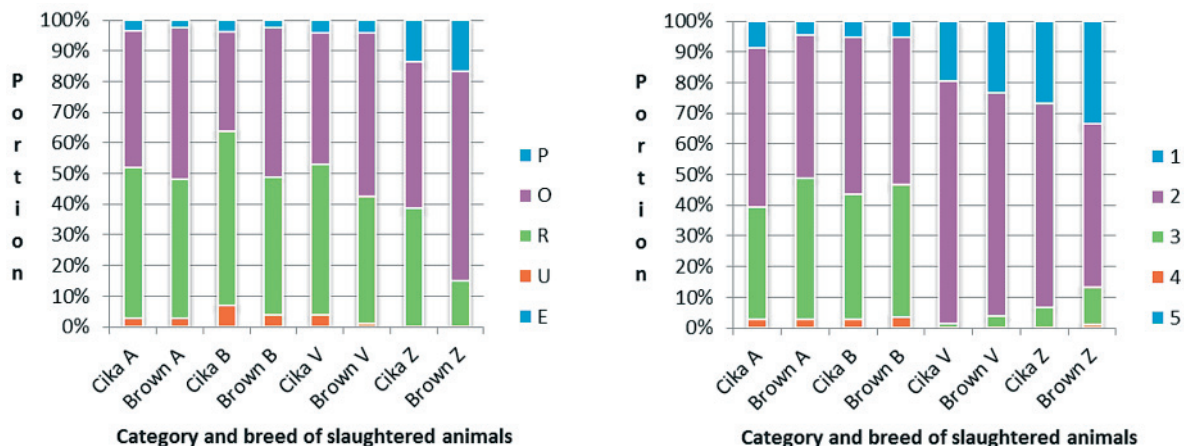 100%
90%
80%
70%
60%
50%
40%
30%
20%
10%
0%
Portion
P
O
R
U
E
Cika A
Brown A
Cika B
Brown B
Cika V
Brown V
Cika Z
Brown Z
Category and breed of slaughtered animals
100%
90%
80%
70%
60%
50%
40%
30%
20%
10%
0%
Portion
1
2
3
4
5
Cika A
Brown A
Cika B
Brown B
Cika V
Brown V
Cika Z
Brown Z
Category and breed of slaughtered animals